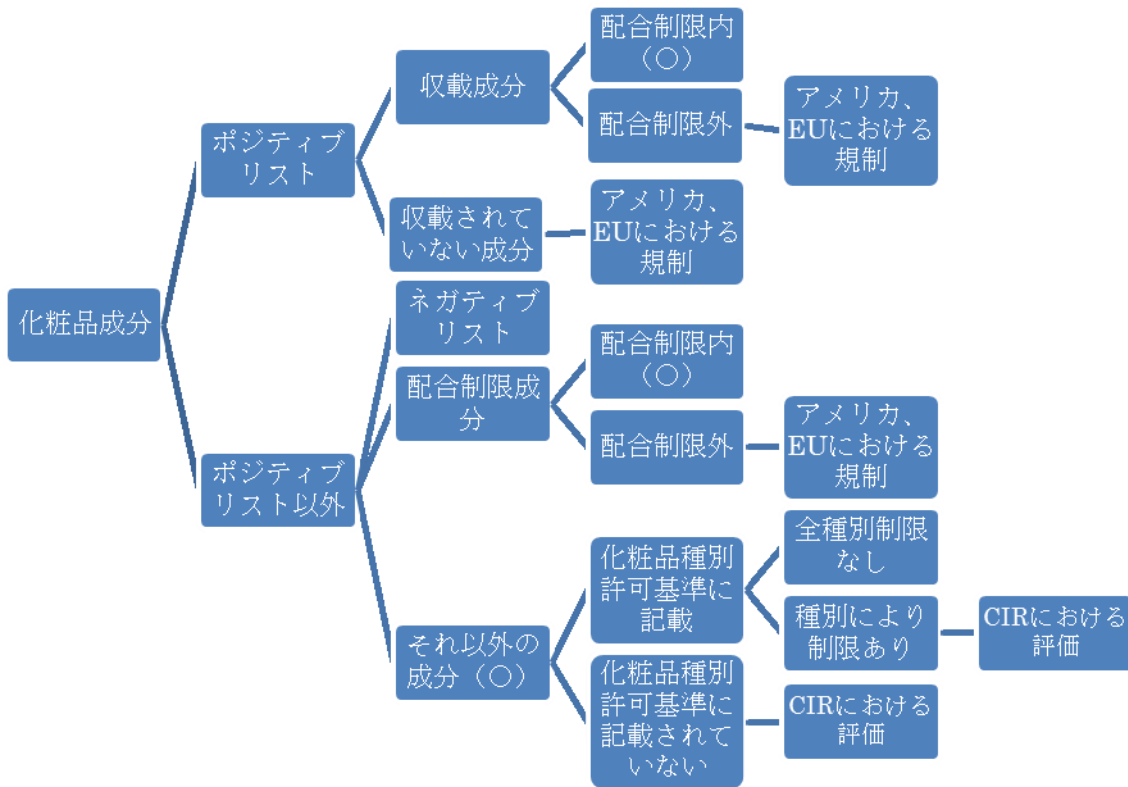 化粧品成分
ポジティブ
リスト
収載成分
配合制限内
（○）
配合制限外
アメリカ、
EUにおける
規制
収載されて
いない成分
アメリカ、
EUにおける
規制
ポジティブ
リスト以外
ネガティブ
リスト
配合制限成
分
配合制限内
（○）
配合制限外
アメリカ、
EUにおける
規制
それ以外の
成分（○）
化粧品種別
許可基準に
記載
全種別制限
なし
種別により
制限あり
CIRにおける
評価
化粧品種別
許可基準に
記載されて
いない
CIRにおける
評価